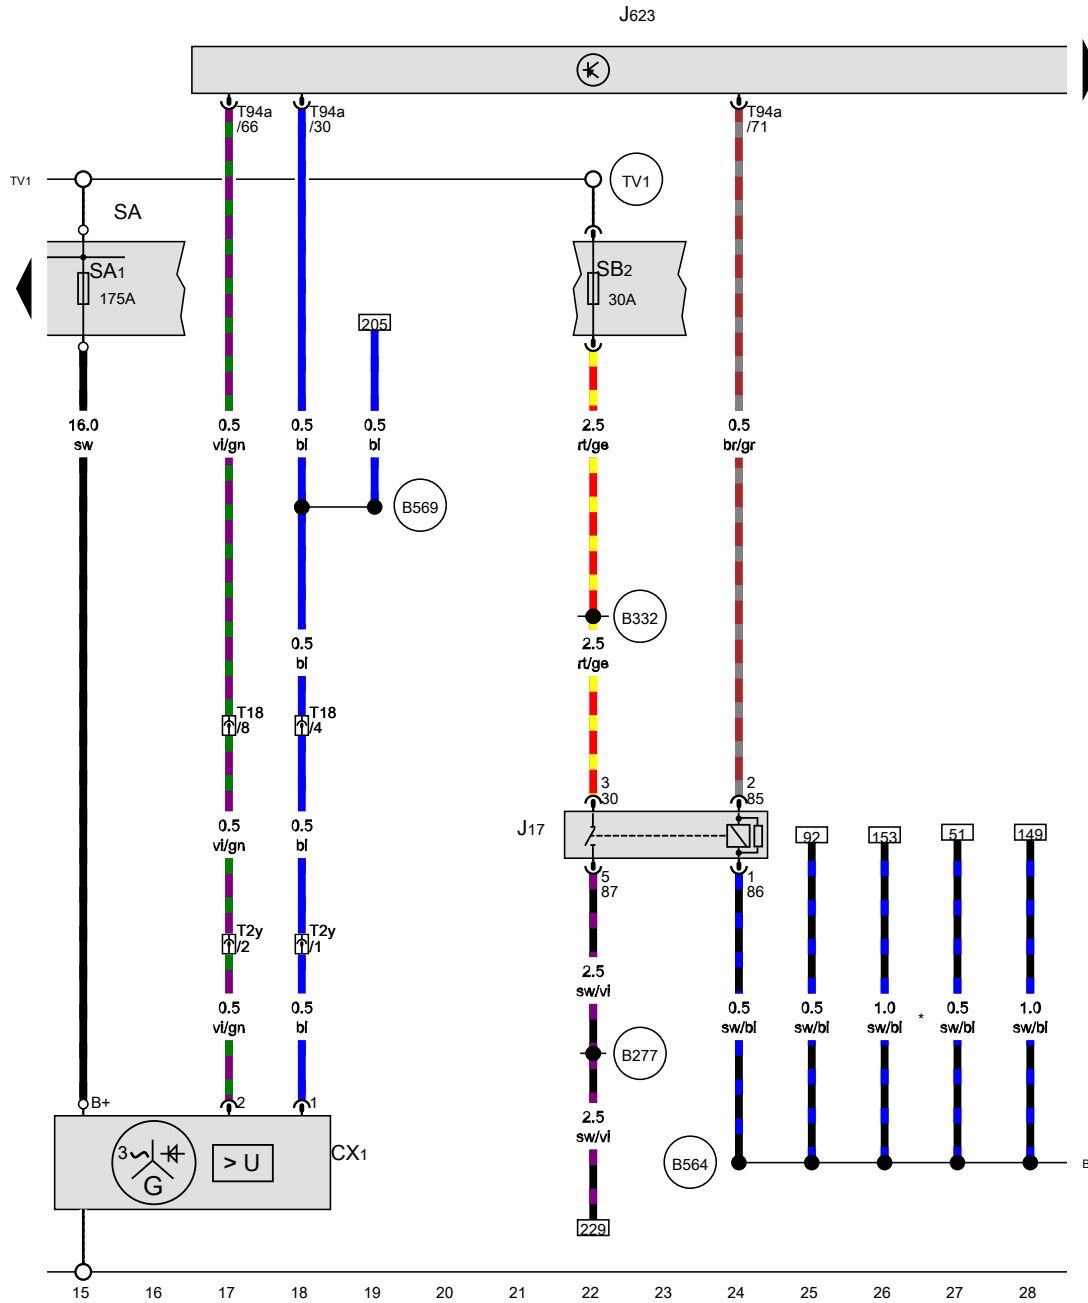 J623
T94a
/66
T94a
/30
T94a
/71
TV1
TV1
SA
SA1
175A
SB2
30A
205
16.0
sw
0.5
vi/gn
0.5
bl
0.5
bl
2.5
rt/ge
0.5
br/gr
B569
B332
0.5
bl
2.5
rt/ge
T18
/8
T18
/4
3
30
2
85
J17
92
153
51
149
0.5
vi/gn
0.5
bl
5
87
1
86
T2y
/2
T2y
/1
2.5
sw/vi
0.5
vi/gn
0.5
bl
0.5
sw/bl
0.5
sw/bl
1.0
sw/bl
*
0.5
sw/bl
1.0
sw/bl
B277
B+
2
1
2.5
sw/vi
3
G
> U
CX1
B564
B
229
15 16 17 18 19 20 21 22 23 24 25 26 27 28